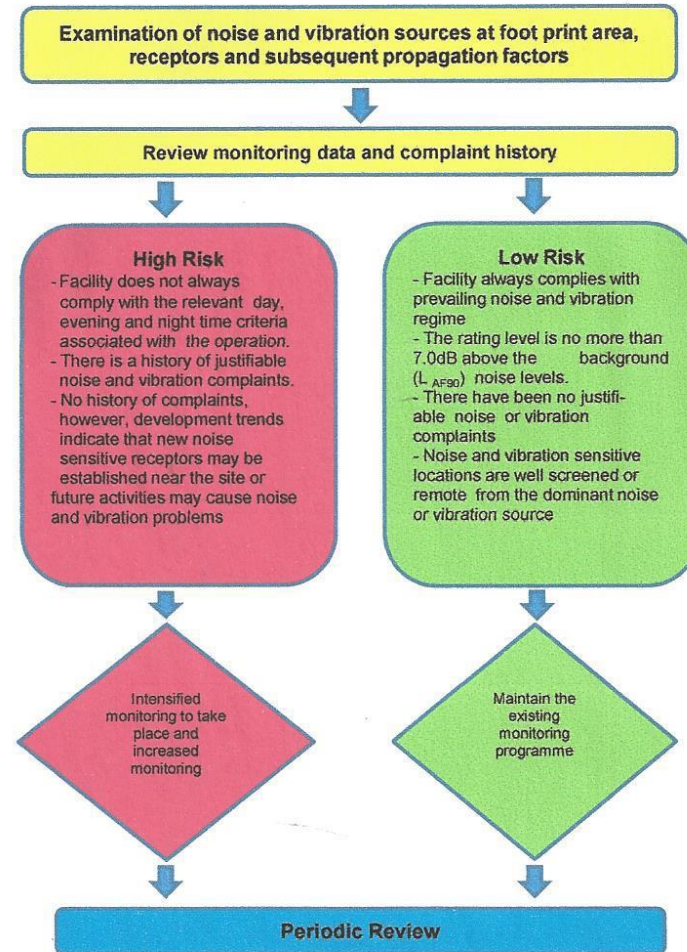 Examination of noise and vibration sources at foot print area,
receptors and subsequent propagation factors
Review monitoring data and complaint history
High Risk
- Facility does not always
comply with the relevant day,
evening and night time criteria
associated with the operation.
- There is a history of justifiable
noise and vibration complaints.
- No history of complaints,
however, development trends
indicate that new noise
sensitive receptors may be
established near the site or
future activities may cause noise
and vibration problems
Low Risk
- Facility always complies with
prevailing noise and vibration
regime
- The rating level is no more than
7.0dB above the background
(L AF90) noise levels.
- There have been no justifi-
able noise or vibration
complaints
- Noise and vibration sensitive
locations are well screened or
remote from the dominant noise
or vibration source
Intensified
monitoring to take
place and
increased
monitoring
Maintain the
existing
monitoring
programme
Periodic Review